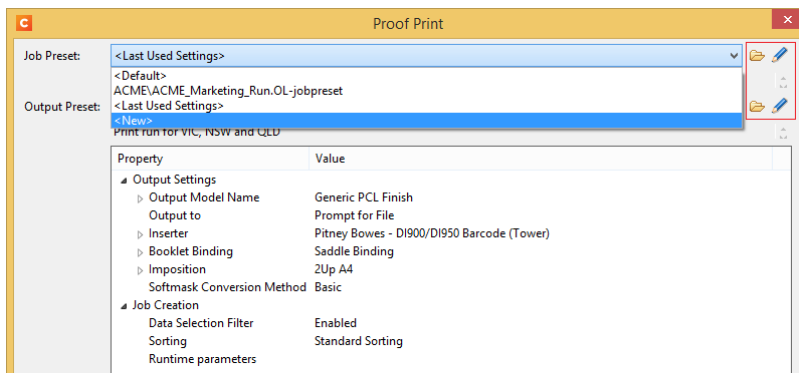 C
Proof Print
Job Preset: <Last Used Settings>
<Default>
ACME\ACME_Marketing_Run.OL-jobpreset
Output Preset: <Last Used Settings>
<New>
Print run for VIC, NSW and QLD
Property Value
Output Settings
Output Model Name Generic PCL Finish
Output to Prompt for File
Inserter Pitney Bowes - DI900/DI950 Barcode (Tower)
Booklet Binding Saddle Binding
Imposition 2Up A4
Softmask Conversion Method Basic
Job Creation
Data Selection Filter Enabled
Sorting Standard Sorting
Runtime parameters